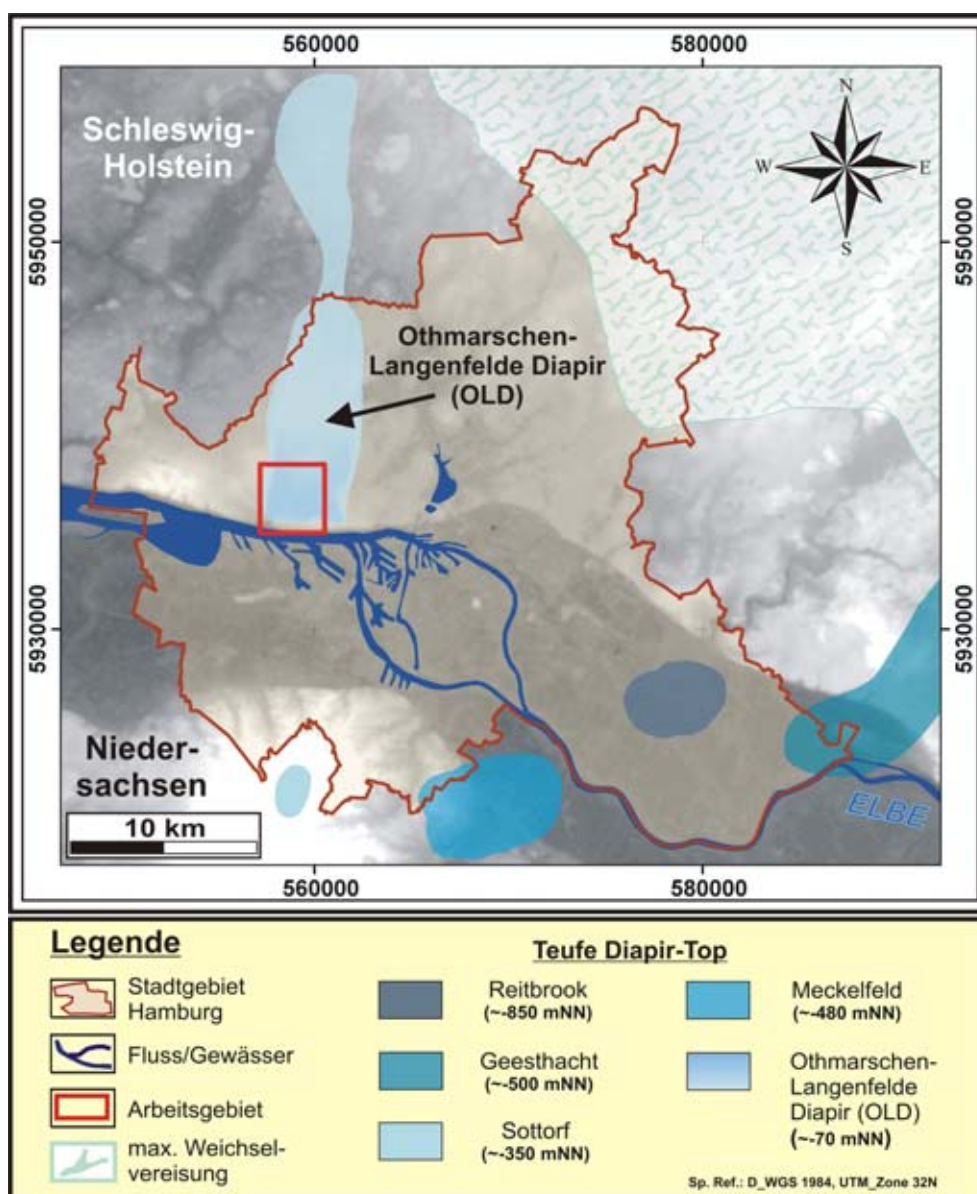 560000
580000
Schleswig-
Holstein
N
W
E
S
5950000
5950000
Othmarschen-
Langenfelde Diapir
(OLD)
5930000
5930000
Nieder-
sachsen
10 km
ELBE
560000
580000
Legende
Stadtgebiet
Hamburg
Fluss/Gewässer
Arbeitsgebiet
max. Weichsel-
vereisung
Teufe Diapir-Top
Reitbrook
(~-850 mNN)
Geesthacht
(~-500 mNN)
Sottorf
(~-350 mNN)
Meckelfeld
(~-480 mNN)
Othmarschen-
Langenfelde
Diapir (OLD)
(~-70 mNN)
Sp. Ref.: D_WGS 1984, UTM_Zone 32N